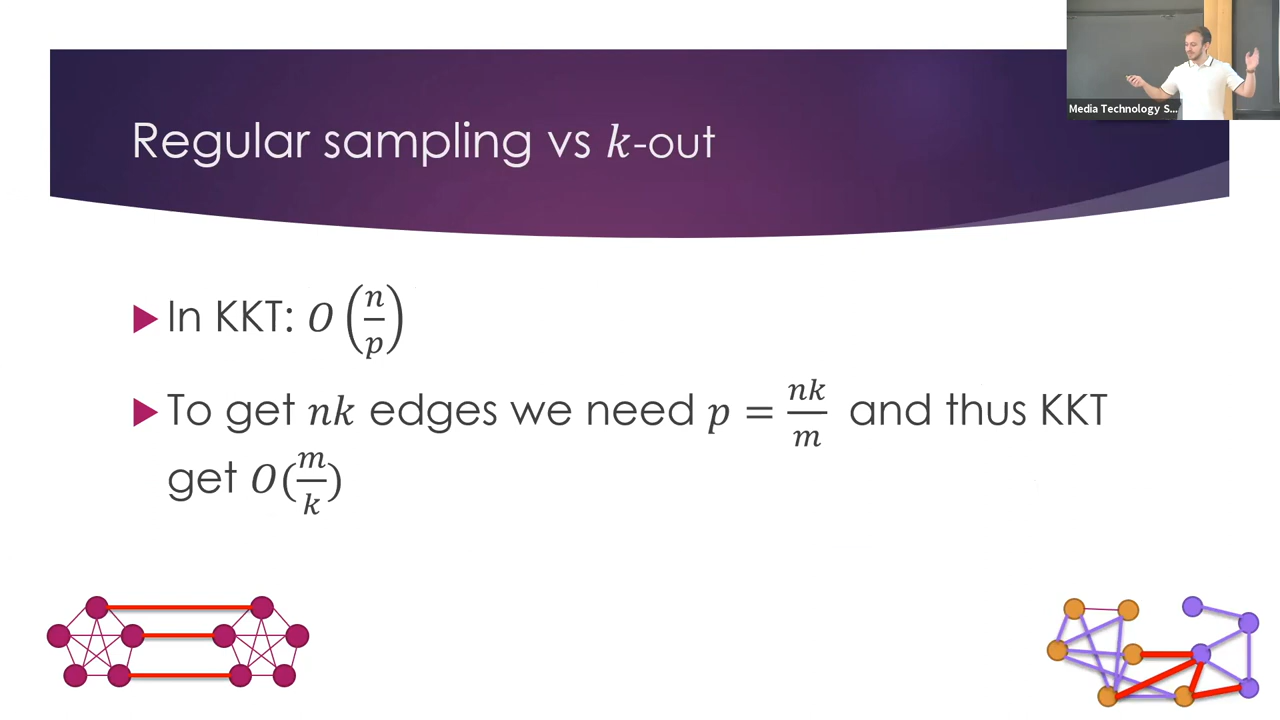 Media Technology S...
Regular sampling vs k-out
In KKT: O(n/p)
To get nk edges we need p = nk/m and thus KKT
get O(m/k)